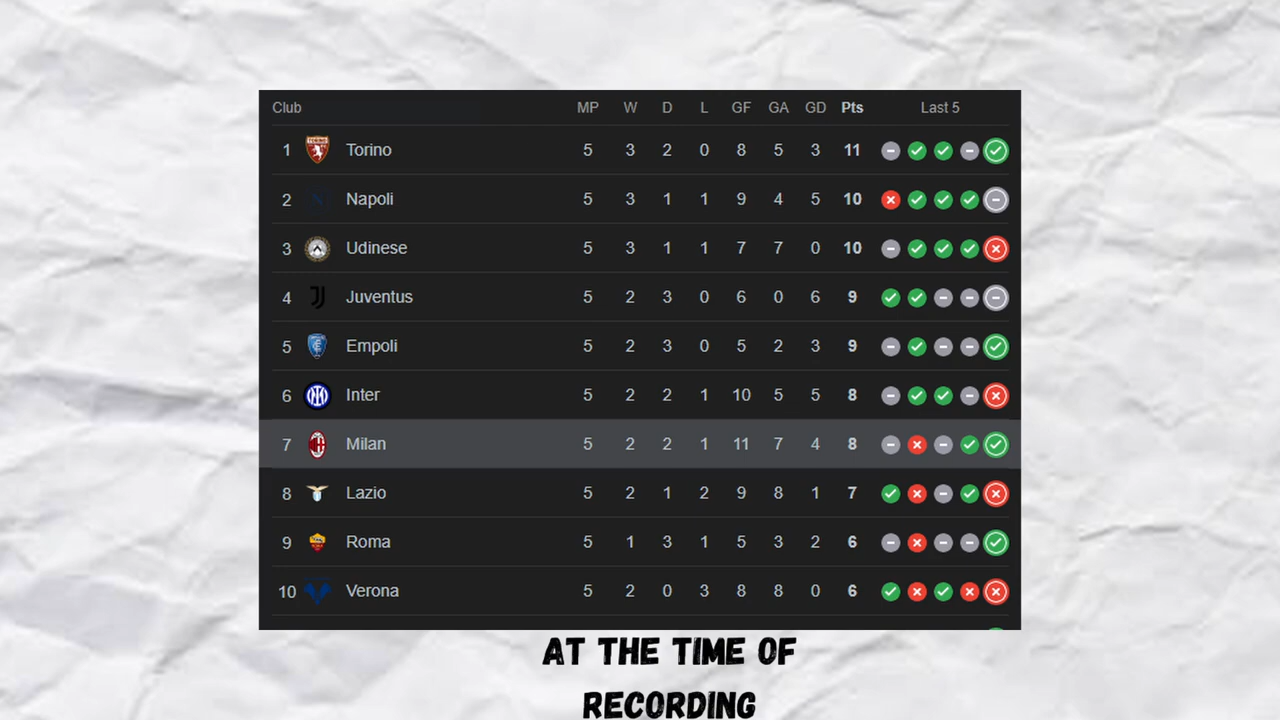 Club MP W D L GF GA GD Pts Last 5
1 Torino 5 3 2 0 8 5 3 11
2 Napoli 5 3 1 1 9 4 5 10
3 Udinese 5 3 1 1 7 7 0 10
4 Juventus 5 2 3 0 6 0 6 9
5 Empoli 5 2 3 0 5 2 3 9
6 Inter 5 2 2 1 10 5 5 8
7 Milan 5 2 2 1 11 7 4 8
8 Lazio 5 2 1 2 9 8 1 7
9 Roma 5 1 3 1 5 3 2 6
10 Verona 5 2 0 3 8 8 0 6
AT THE TIME OF
RECORDING